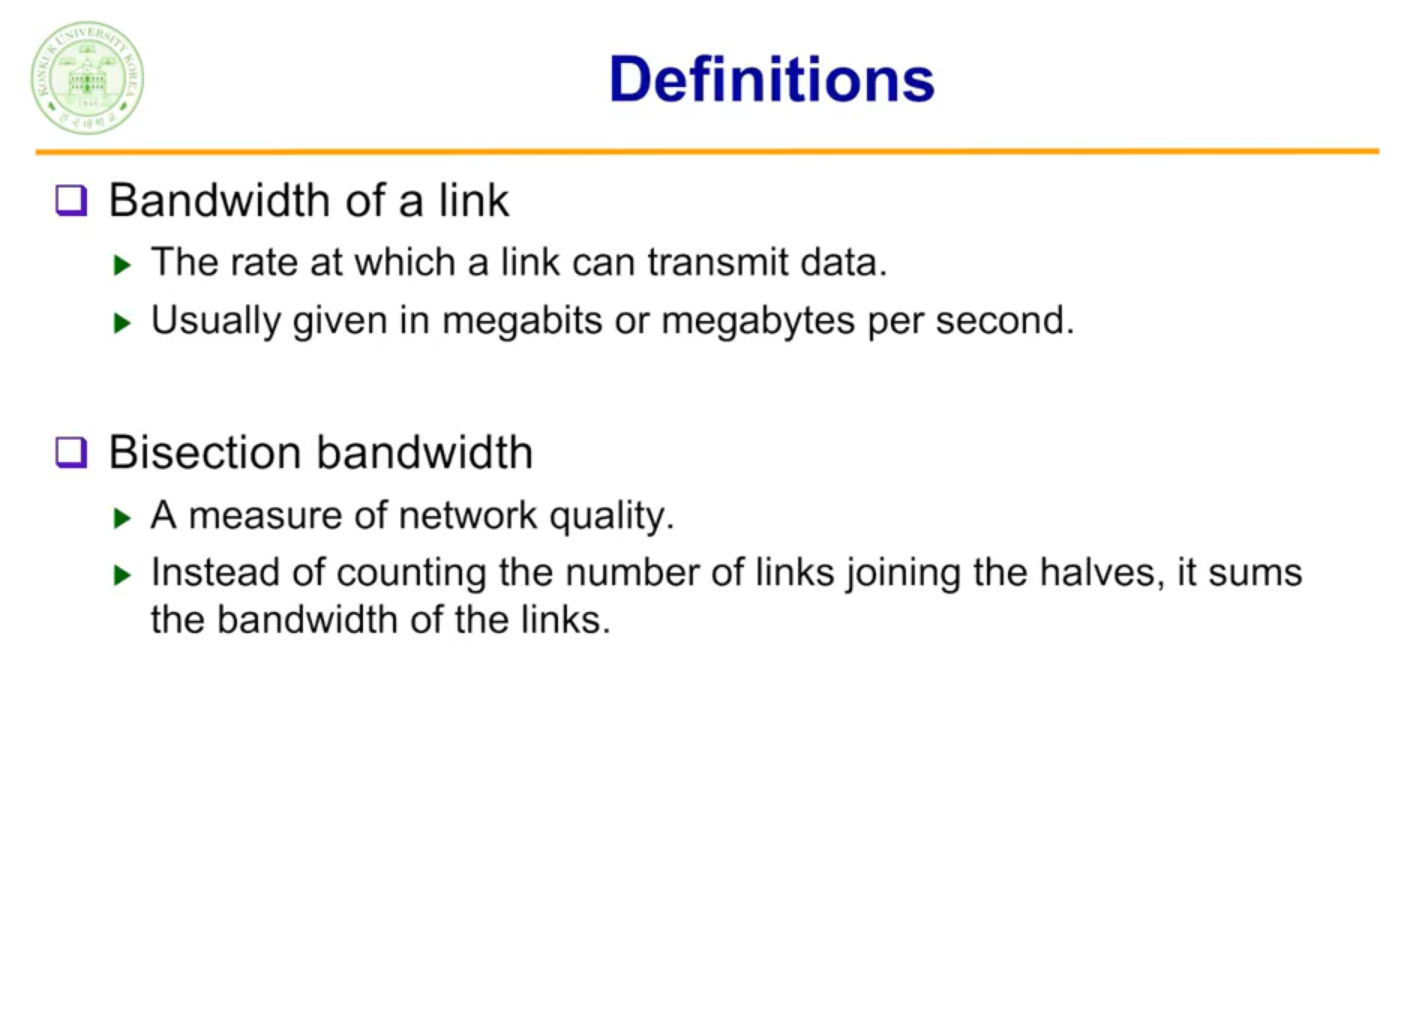 KONKUK UNIVERSITY KOREA
1946
건국대학교
Definitions
Bandwidth of a link
The rate at which a link can transmit data.
Usually given in megabits or megabytes per second.
Bisection bandwidth
A measure of network quality.
Instead of counting the number of links joining the halves, it sums
the bandwidth of the links.